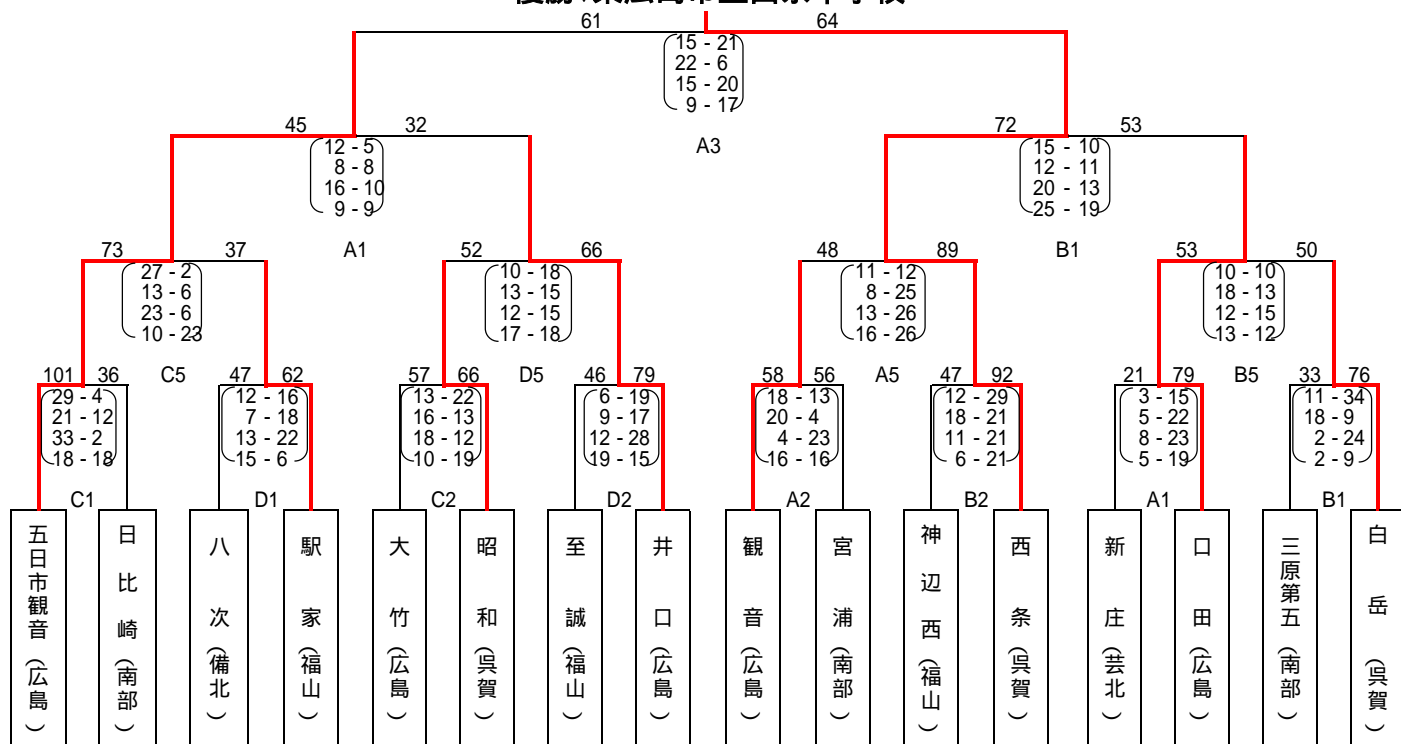 61
64
15 - 21
22 - 6
15 - 20
9 - 17
A3
45
32
12 - 5
8 - 8
16 - 10
9 - 9
A1
72
53
15 - 10
12 - 11
20 - 13
25 - 19
B1
73
37
27 - 2
13 - 6
23 - 6
10 - 23
C5
52
66
10 - 18
13 - 15
12 - 15
17 - 18
D5
48
89
11 - 12
8 - 25
13 - 26
16 - 26
A5
53
50
10 - 10
18 - 13
12 - 15
13 - 12
B5
101
36
29 - 4
21 - 12
33 - 2
18 - 18
C1
47
62
12 - 16
7 - 18
13 - 22
15 - 6
D1
57
66
13 - 22
16 - 13
18 - 12
10 - 19
C2
46
79
6 - 19
9 - 17
12 - 28
19 - 15
D2
58
56
18 - 13
20 - 4
4 - 23
16 - 16
A2
47
92
12 - 29
18 - 21
11 - 21
6 - 21
B2
21
79
3 - 15
5 - 22
8 - 23
5 - 19
A1
33
76
11 - 34
18 - 9
2 - 24
2 - 9
B1
五日市観音(広島)
日比崎(南部)
八次(備北)
駅家(福山)
大竹(広島)
昭和(呉賀)
至誠(福山)
井口(広島)
観音(広島)
宮浦(南部)
神辺西(福山)
西条(呉賀)
新庄(芸北)
口田(広島)
三原第五(南部)
白岳(呉賀)